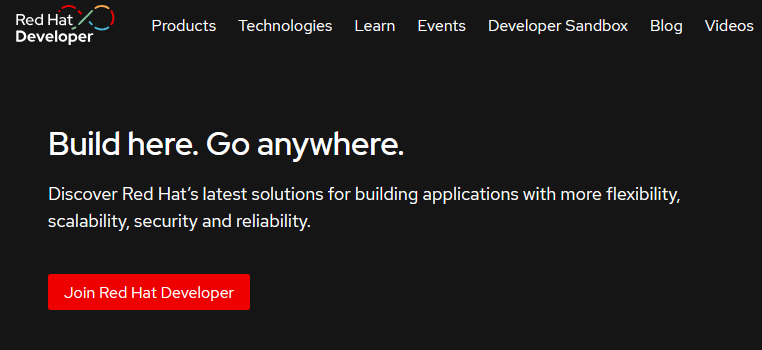 Red Hat
Developer
Products Technologies Learn Events Developer Sandbox Blog Videos
Build here. Go anywhere.
Discover Red Hat’s latest solutions for building applications with more flexibility,
scalability, security and reliability.
Join Red Hat Developer